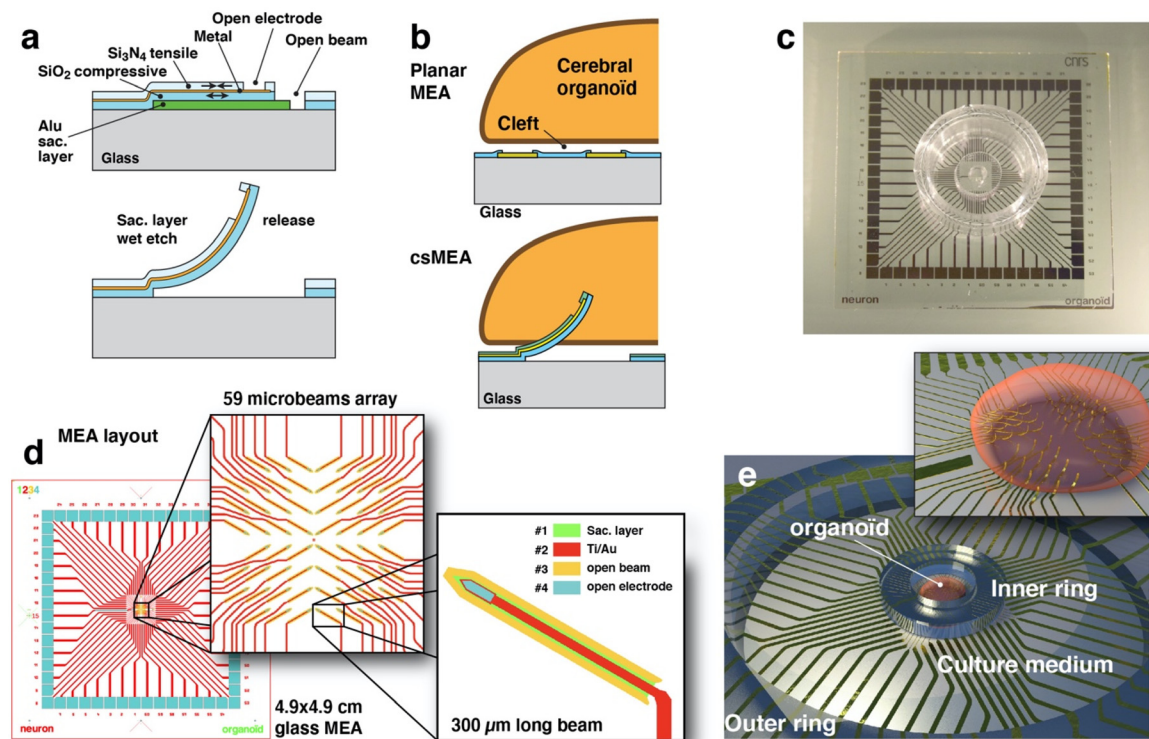 a
Open electrode
Metal
Open beam
Si₃N₄ tensile
SiO₂ compressive
Alu
sac.
layer
Glass
Sac. layer
wet etch
release
b
Planar
MEA
Cerebral
organoïd
Cleft
Glass
csMEA
Glass
c
cnrs
neuron
organoïd
d
MEA layout
59 microbeams array
1234
neuron
organoïd
4.9x4.9 cm
glass MEA
#1 Sac. layer
#2 Ti/Au
#3 open beam
#4 open electrode
300 µm long beam
e
organoïd
Inner ring
Culture medium
Outer ring